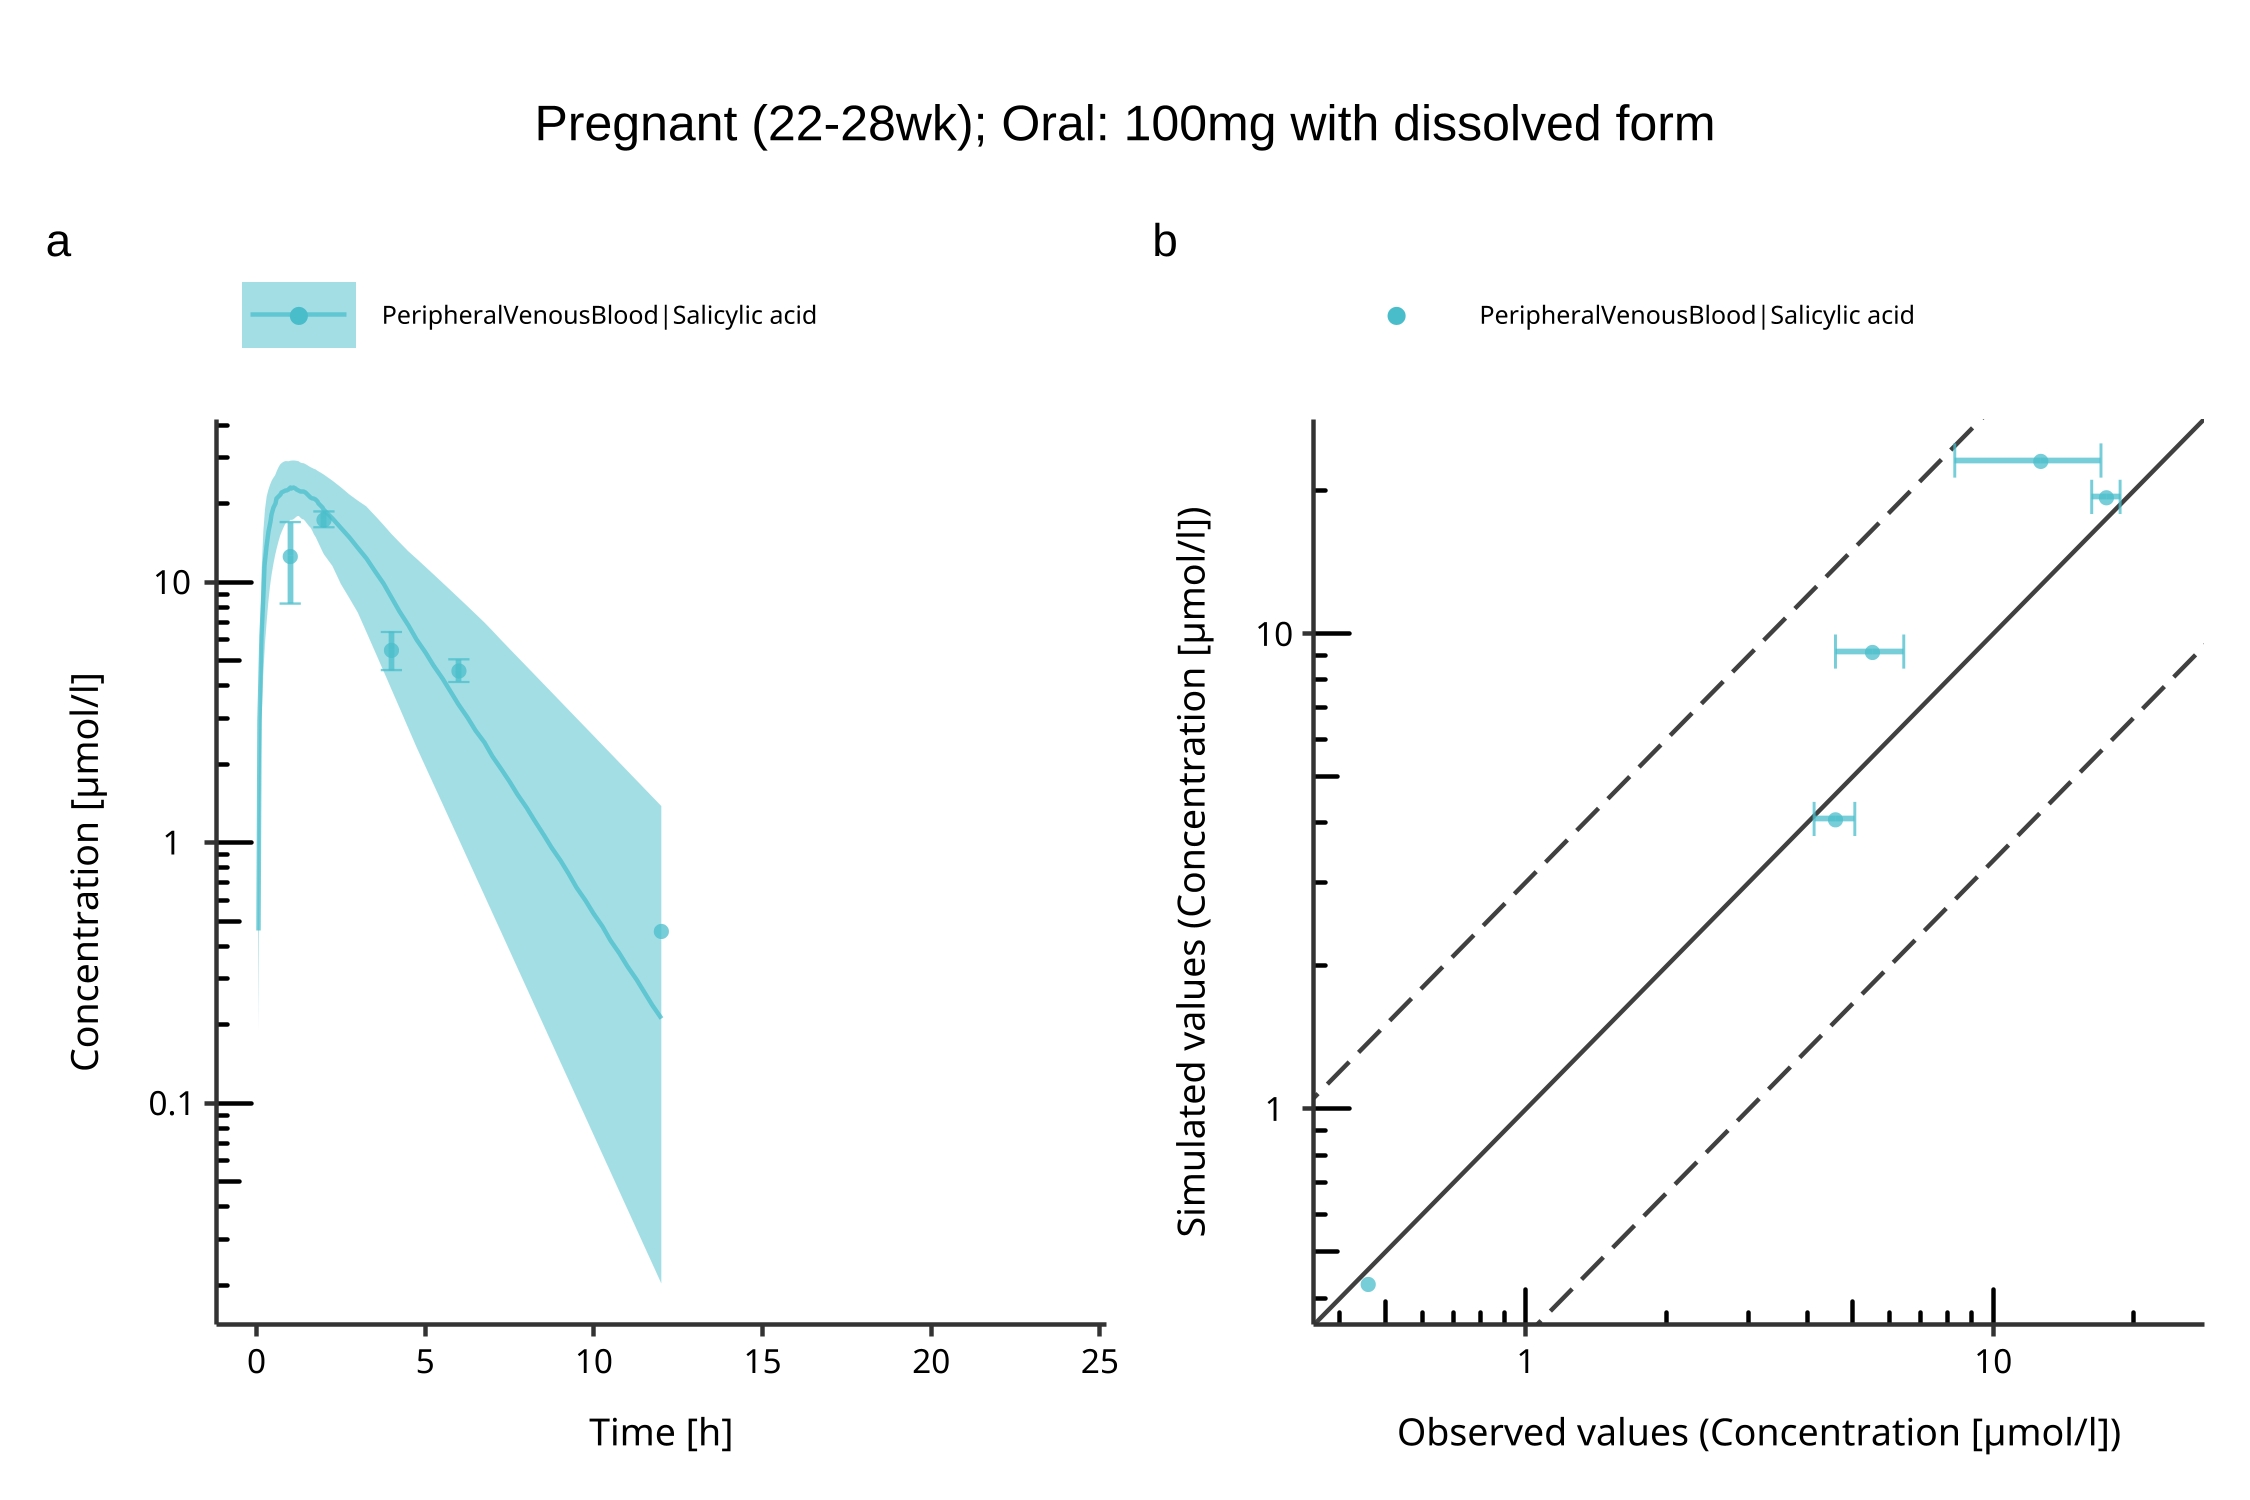 Pregnant (22-28wk); Oral: 100mg with dissolved form
a
PeripheralVenousBlood|Salicylic acid
Concentration [µmol/l]
10
1
0.1
0
5
10
15
20
25
Time [h]
b
PeripheralVenousBlood|Salicylic acid
Simulated values (Concentration [µmol/l])
10
1
1
10
Observed values (Concentration [µmol/l])